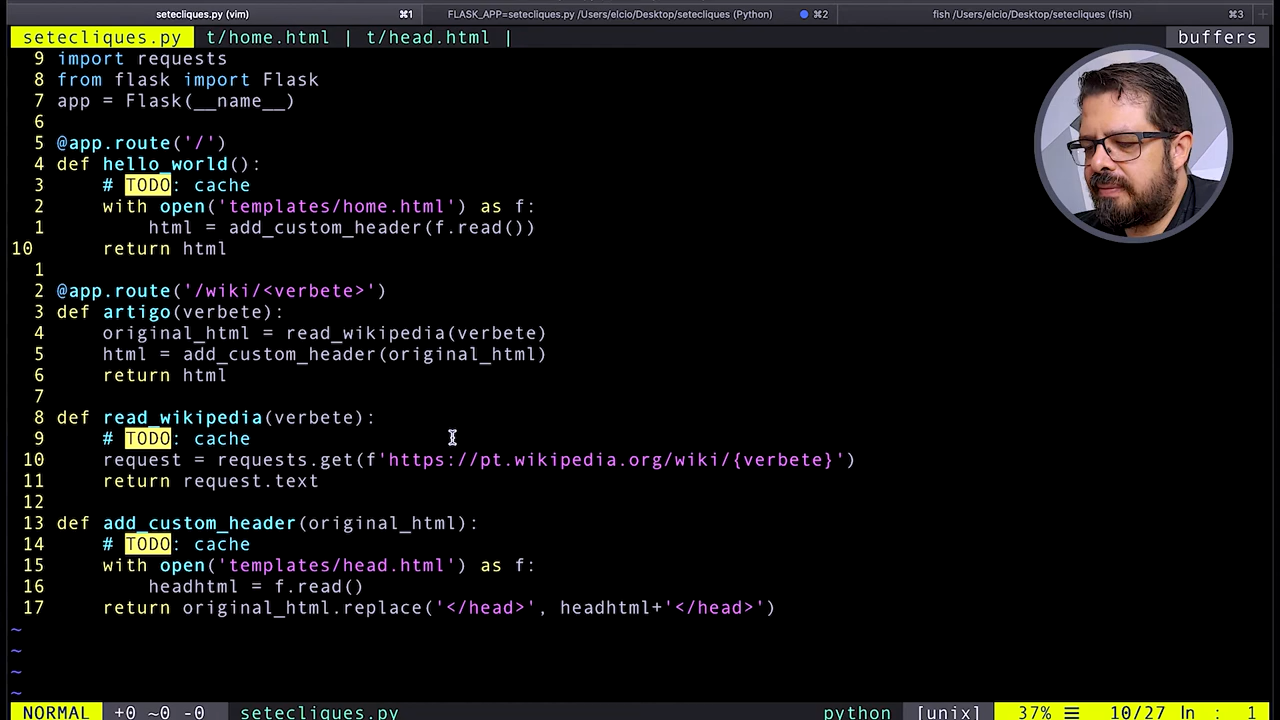 setecliques.py (vim) ⌘1 FLASK_APP=setecliques.py /Users/elcio/Desktop/setecliques (Python) ⌘2 fish /Users/elcio/Desktop/setecliques (fish) ⌘3 +
setecliques.py t/home.html | t/head.html | buffers
9 import requests
8 from flask import Flask
7 app = Flask(__name__)
6
5 @app.route('/')
4 def hello_world():
3     # TODO: cache
2     with open('templates/home.html') as f:
1         html = add_custom_header(f.read())
10     return html
1
2 @app.route('/wiki/<verbete>')
3 def artigo(verbete):
4     original_html = read_wikipedia(verbete)
5     html = add_custom_header(original_html)
6     return html
7
8 def read_wikipedia(verbete):
9     # TODO: cache
10     request = requests.get(f'https://pt.wikipedia.org/wiki/{verbete}')
11     return request.text
12
13 def add_custom_header(original_html):
14     # TODO: cache
15     with open('templates/head.html') as f:
16         headhtml = f.read()
17     return original_html.replace('</head>', headhtml+'</head>')
~
~
~
~
NORMAL +0 ~0 -0 setecliques.py python [unix] 37% ☰ 10/27 ln : 1